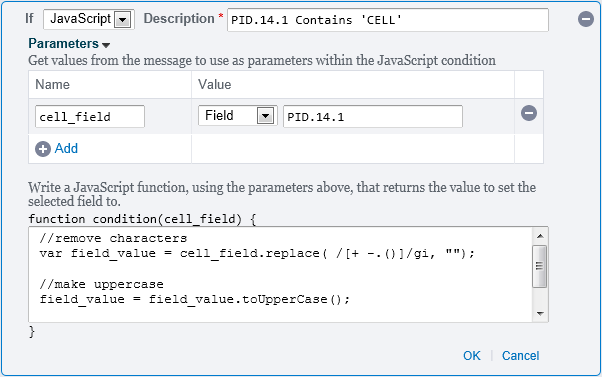 If JavaScript Description * PID.14.1 Contains 'CELL'
Parameters
Get values from the message to use as parameters within the JavaScript condition
Name Value
cell_field Field PID.14.1
Add
Write a JavaScript function, using the parameters above, that returns the value to set the
selected field to.
function condition(cell_field) {
//remove characters
var field_value = cell_field.replace( /[+ -.()]/gi, "");
//make uppercase
field_value = field_value.toUpperCase();
}
OK Cancel